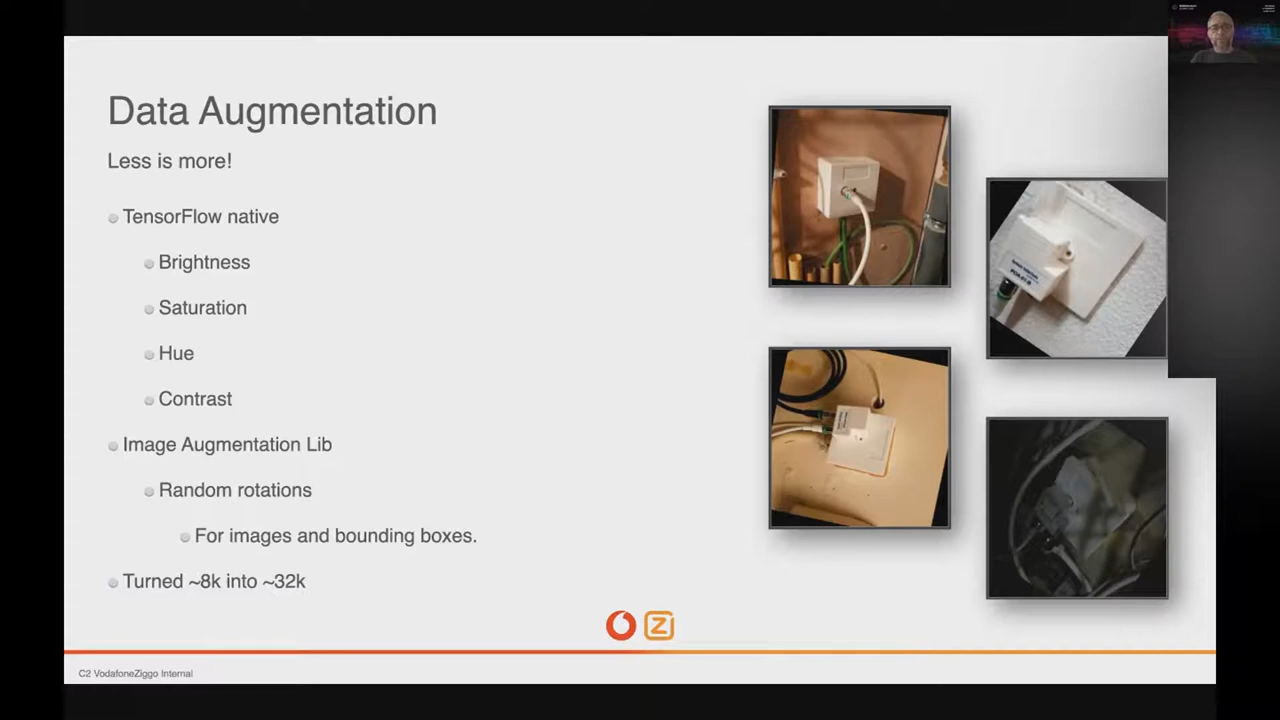 Data Augmentation
Less is more!
TensorFlow native
Brightness
Saturation
Hue
Contrast
Image Augmentation Lib
Random rotations
For images and bounding boxes.
Turned ~8k into ~32k
C2 VodafoneZiggo Internal